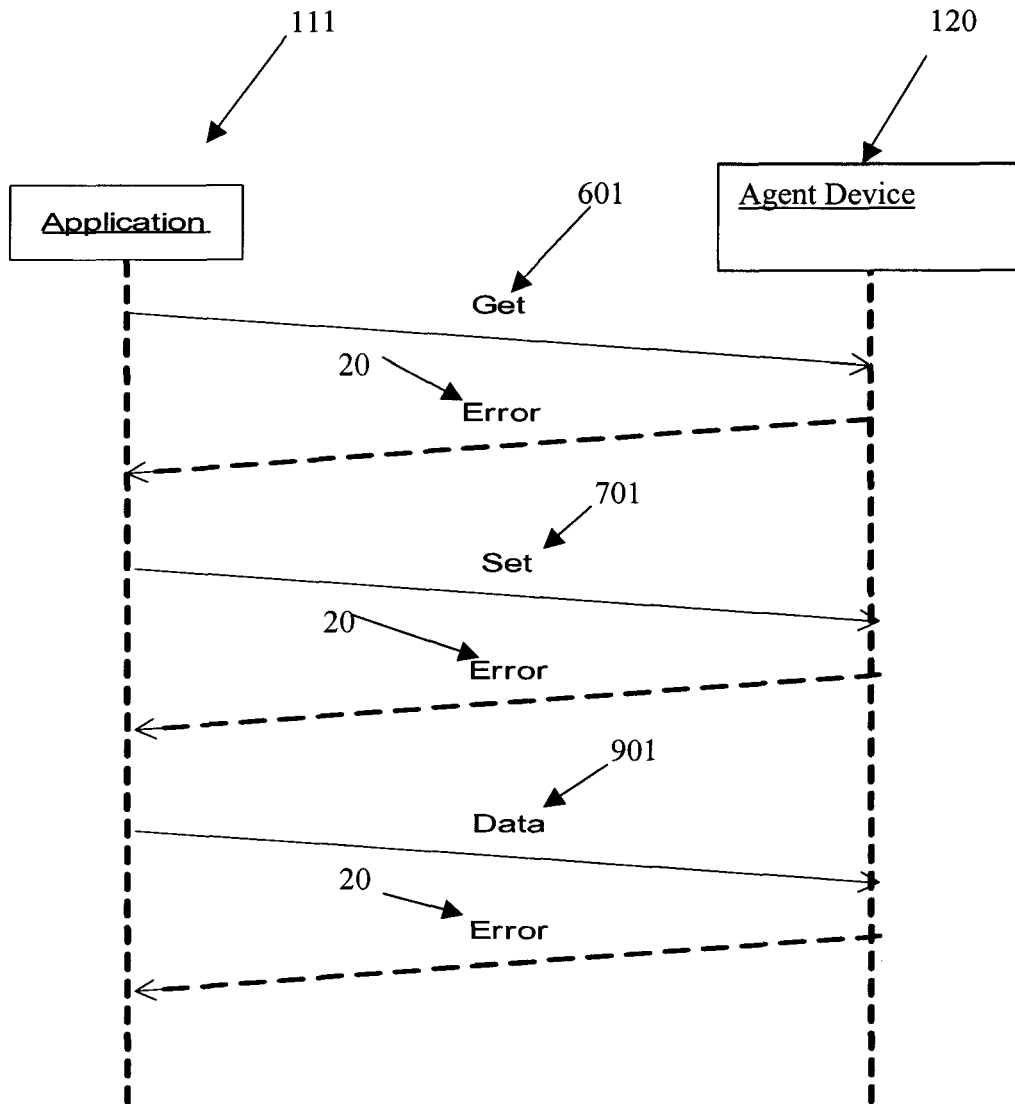 111
120
Application
Agent Device
601
Get
20
Error
701
Set
20
Error
901
Data
20
Error